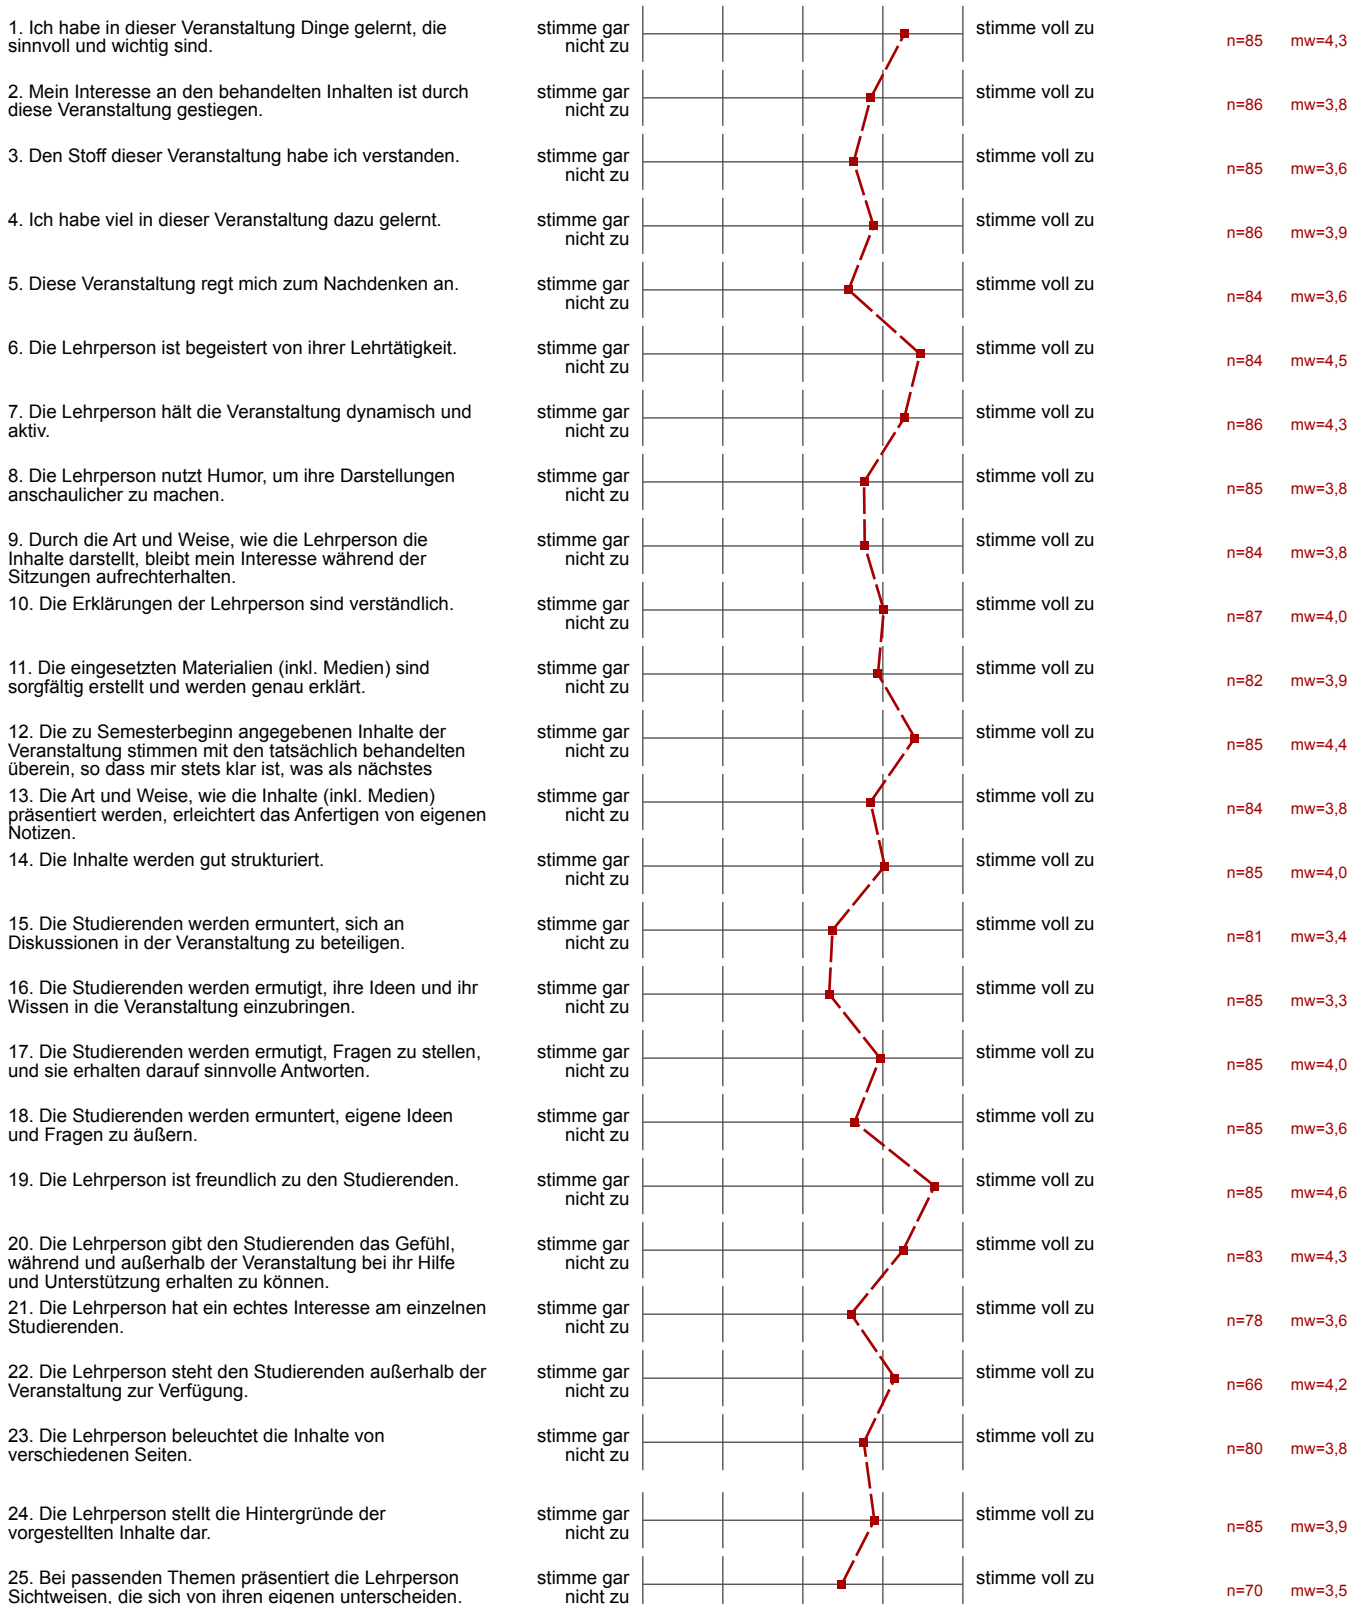 1. Ich habe in dieser Veranstaltung Dinge gelernt, die
sinnvoll und wichtig sind.
stimme gar
nicht zu
stimme voll zu
n=85 mw=4,3
2. Mein Interesse an den behandelten Inhalten ist durch
diese Veranstaltung gestiegen.
stimme gar
nicht zu
stimme voll zu
n=86 mw=3,8
3. Den Stoff dieser Veranstaltung habe ich verstanden.
stimme gar
nicht zu
stimme voll zu
n=85 mw=3,6
4. Ich habe viel in dieser Veranstaltung dazu gelernt.
stimme gar
nicht zu
stimme voll zu
n=86 mw=3,9
5. Diese Veranstaltung regt mich zum Nachdenken an.
stimme gar
nicht zu
stimme voll zu
n=84 mw=3,6
6. Die Lehrperson ist begeistert von ihrer Lehrtätigkeit.
stimme gar
nicht zu
stimme voll zu
n=84 mw=4,5
7. Die Lehrperson hält die Veranstaltung dynamisch und
aktiv.
stimme gar
nicht zu
stimme voll zu
n=86 mw=4,3
8. Die Lehrperson nutzt Humor, um ihre Darstellungen
anschaulicher zu machen.
stimme gar
nicht zu
stimme voll zu
n=85 mw=3,8
9. Durch die Art und Weise, wie die Lehrperson die
Inhalte darstellt, bleibt mein Interesse während der
Sitzungen aufrechterhalten.
stimme gar
nicht zu
stimme voll zu
n=84 mw=3,8
10. Die Erklärungen der Lehrperson sind verständlich.
stimme gar
nicht zu
stimme voll zu
n=87 mw=4,0
11. Die eingesetzten Materialien (inkl. Medien) sind
sorgfältig erstellt und werden genau erklärt.
stimme gar
nicht zu
stimme voll zu
n=82 mw=3,9
12. Die zu Semesterbeginn angegebenen Inhalte der
Veranstaltung stimmen mit den tatsächlich behandelten
überein, so dass mir stets klar ist, was als nächstes
stimme gar
nicht zu
stimme voll zu
n=85 mw=4,4
13. Die Art und Weise, wie die Inhalte (inkl. Medien)
präsentiert werden, erleichtert das Anfertigen von eigenen
Notizen.
stimme gar
nicht zu
stimme voll zu
n=84 mw=3,8
14. Die Inhalte werden gut strukturiert.
stimme gar
nicht zu
stimme voll zu
n=85 mw=4,0
15. Die Studierenden werden ermuntert, sich an
Diskussionen in der Veranstaltung zu beteiligen.
stimme gar
nicht zu
stimme voll zu
n=81 mw=3,4
16. Die Studierenden werden ermutigt, ihre Ideen und ihr
Wissen in die Veranstaltung einzubringen.
stimme gar
nicht zu
stimme voll zu
n=85 mw=3,3
17. Die Studierenden werden ermutigt, Fragen zu stellen,
und sie erhalten darauf sinnvolle Antworten.
stimme gar
nicht zu
stimme voll zu
n=85 mw=4,0
18. Die Studierenden werden ermuntert, eigene Ideen
und Fragen zu äußern.
stimme gar
nicht zu
stimme voll zu
n=85 mw=3,6
19. Die Lehrperson ist freundlich zu den Studierenden.
stimme gar
nicht zu
stimme voll zu
n=85 mw=4,6
20. Die Lehrperson gibt den Studierenden das Gefühl,
während und außerhalb der Veranstaltung bei ihr Hilfe
und Unterstützung erhalten zu können.
stimme gar
nicht zu
stimme voll zu
n=83 mw=4,3
21. Die Lehrperson hat ein echtes Interesse am einzelnen
Studierenden.
stimme gar
nicht zu
stimme voll zu
n=78 mw=3,6
22. Die Lehrperson steht den Studierenden außerhalb der
Veranstaltung zur Verfügung.
stimme gar
nicht zu
stimme voll zu
n=66 mw=4,2
23. Die Lehrperson beleuchtet die Inhalte von
verschiedenen Seiten.
stimme gar
nicht zu
stimme voll zu
n=80 mw=3,8
24. Die Lehrperson stellt die Hintergründe der
vorgestellten Inhalte dar.
stimme gar
nicht zu
stimme voll zu
n=85 mw=3,9
25. Bei passenden Themen präsentiert die Lehrperson
Sichtweisen, die sich von ihren eigenen unterscheiden.
stimme gar
nicht zu
stimme voll zu
n=70 mw=3,5